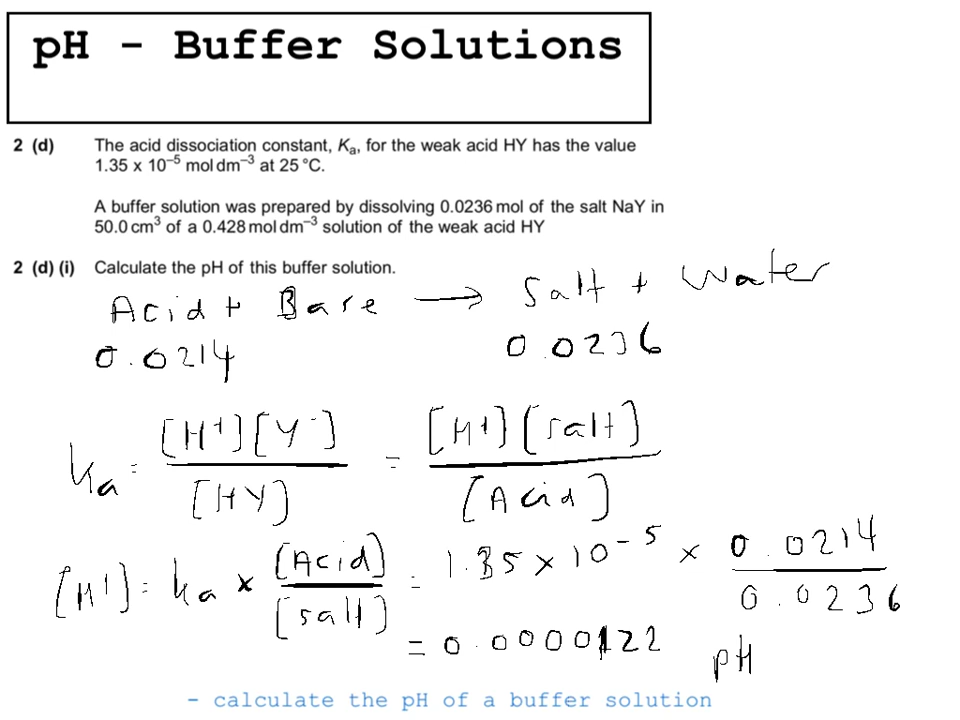 pH - Buffer Solutions
2 (d) The acid dissociation constant, Ka, for the weak acid HY has the value
1.35 x 10⁻⁵ mol dm⁻³ at 25 °C.
A buffer solution was prepared by dissolving 0.0236 mol of the salt NaY in
50.0 cm³ of a 0.428 mol dm⁻³ solution of the weak acid HY
2 (d) (i) Calculate the pH of this buffer solution.
Acid + Base → Salt + Water
0.0214 0.0236
ka = [H+][Y-] / [HY] = [H+][salt] / [Acid]
[H+] = ka × [Acid] / [salt] = 1.35 × 10⁻⁵ × 0.0214 / 0.0236
= 0.0000122 pH
- calculate the pH of a buffer solution